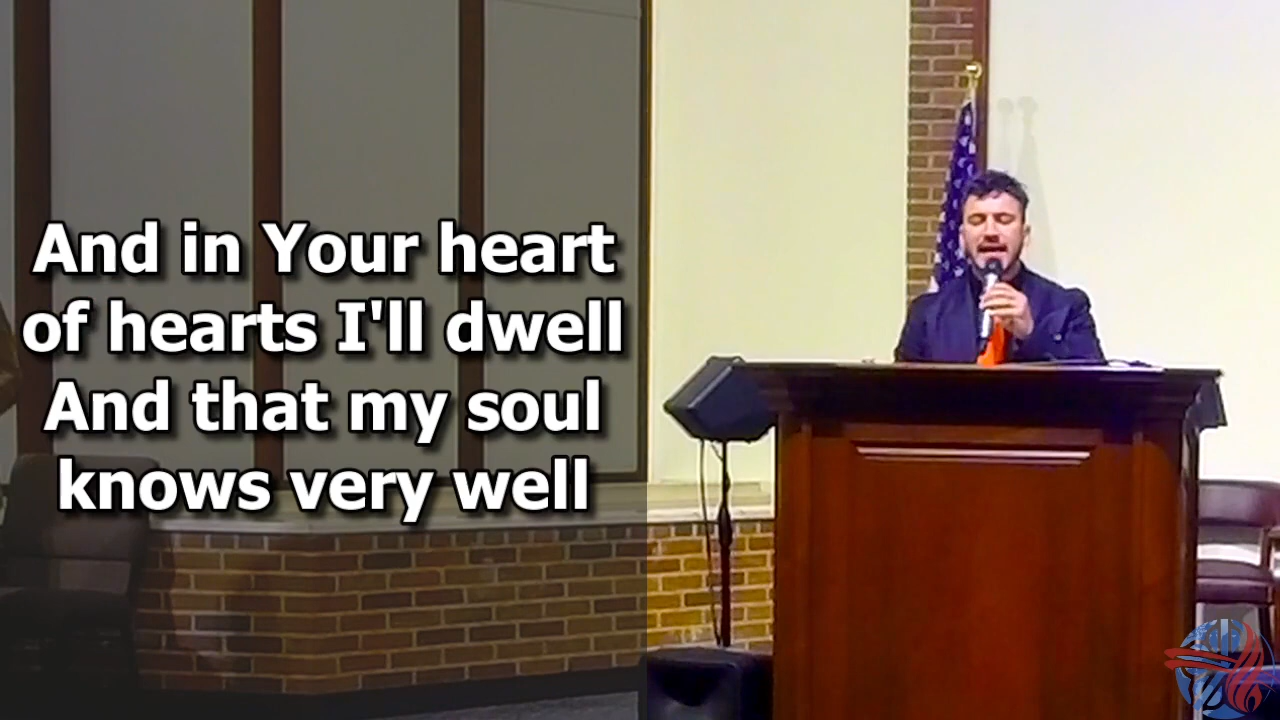 And in Your heart
of hearts I'll dwell
And that my soul
knows very well